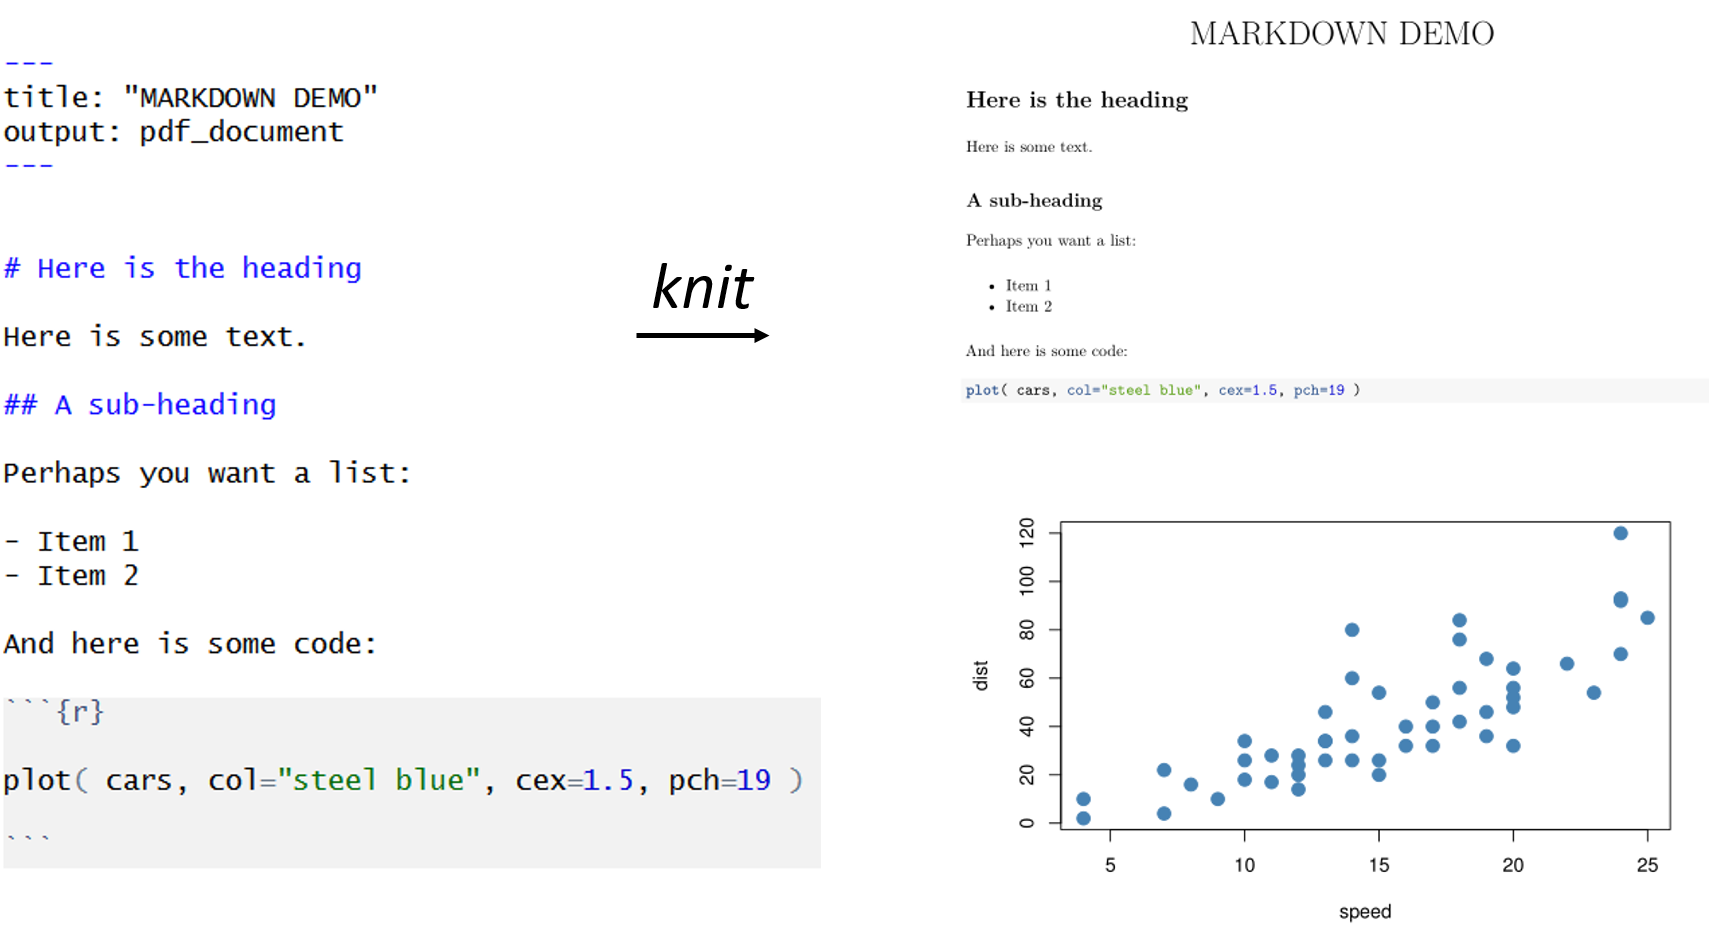 ---
title: "MARKDOWN DEMO"
output: pdf_document
---
# Here is the heading
Here is some text.
## A sub-heading
Perhaps you want a list:
- Item 1
- Item 2
And here is some code:
```{r}
plot( cars, col="steel blue", cex=1.5, pch=19 )
```
knit
MARKDOWN DEMO
Here is the heading
Here is some text.
A sub-heading
Perhaps you want a list:
• Item 1
• Item 2
And here is some code:
plot( cars, col="steel blue", cex=1.5, pch=19 )
120
100
80
60
40
20
0
dist
5 10 15 20 25
speed